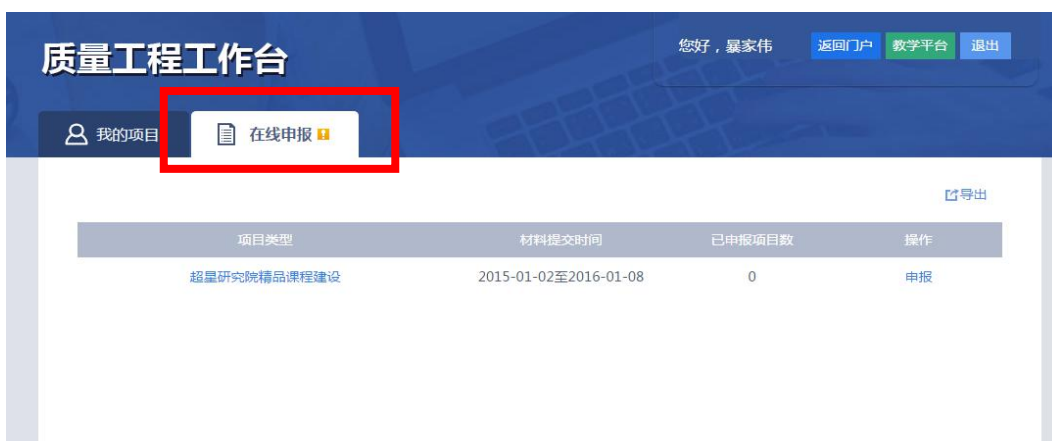 质量工程工作台
您好，暴家伟 返回门户 教学平台 退出
我的项目 在线申报
导出
项目类型 材料提交时间 已申报项目数 操作
超星研究院精品课程建设 2015-01-02至2016-01-08 0 申报